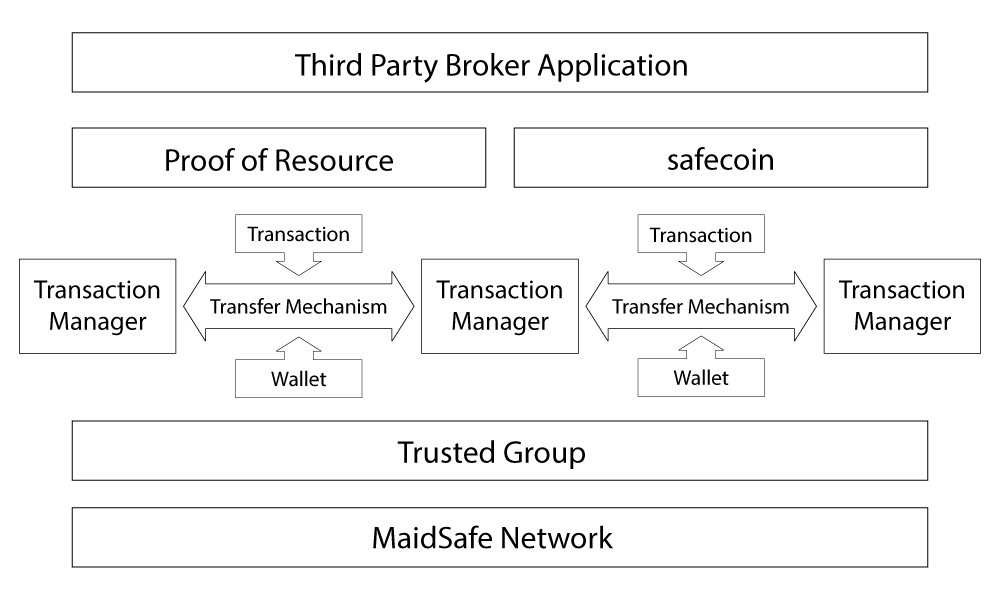 Third Party Broker Application
Proof of Resource
safecoin
Transaction
Transaction
Transaction
Manager
Transfer Mechanism
Transaction
Manager
Transfer Mechanism
Transaction
Manager
Wallet
Wallet
Trusted Group
MaidSafe Network